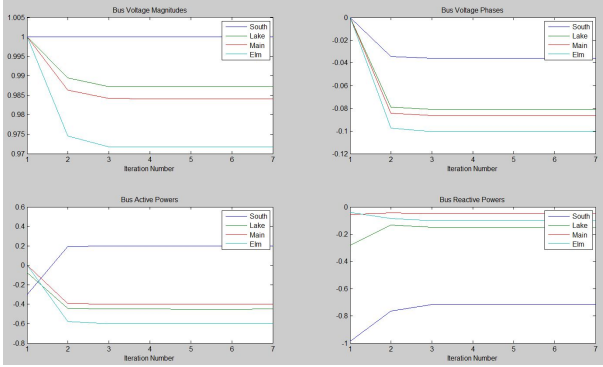 Bus Voltage Magnitudes
1.005
1
0.995
0.99
0.985
0.98
0.975
0.97
1 2 3 4 5 6 7
Iteration Number
South
Lake
Main
Elm
Bus Voltage Phases
0
-0.02
-0.04
-0.06
-0.08
-0.1
-0.12
1 2 3 4 5 6 7
Iteration Number
South
Lake
Main
Elm
Bus Active Powers
0.6
0.4
0.2
0
-0.2
-0.4
-0.6
-0.8
1 2 3 4 5 6 7
Iteration Number
South
Lake
Main
Elm
Bus Reactive Powers
0
-0.2
-0.4
-0.6
-0.8
-1
1 2 3 4 5 6 7
Iteration Number
South
Lake
Main
Elm